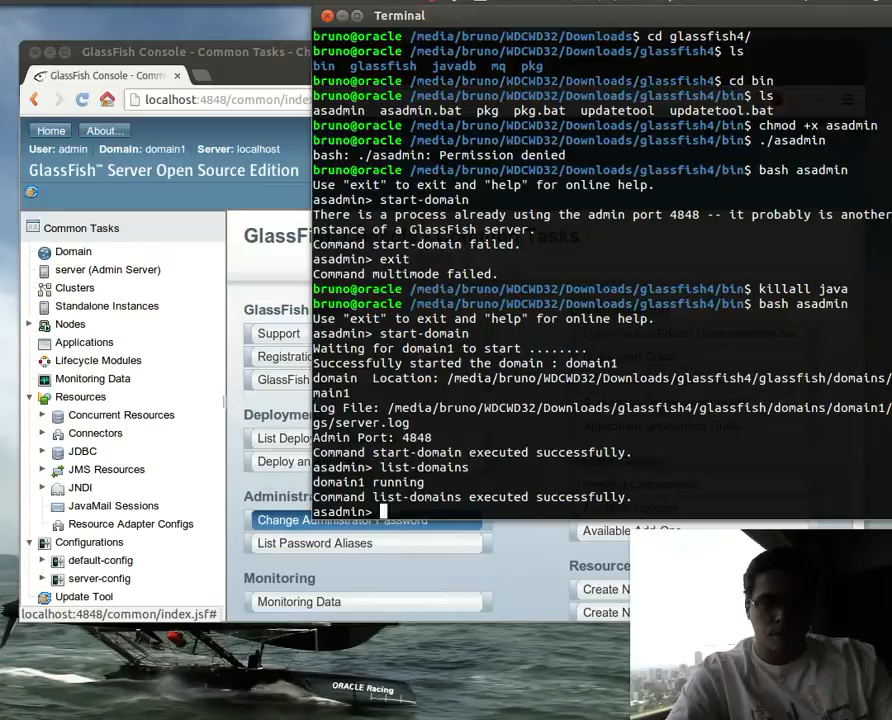 Terminal
bruno@oracle /media/bruno/WDCWD32/Downloads$ cd glassfish4/
bruno@oracle /media/bruno/WDCWD32/Downloads/glassfish4$ ls
bin glassfish javadb mq pkg
bruno@oracle /media/bruno/WDCWD32/Downloads/glassfish4$ cd bin
bruno@oracle /media/bruno/WDCWD32/Downloads/glassfish4/bin$ ls
asadmin asadmin.bat pkg pkg.bat updatetool updatetool.bat
bruno@oracle /media/bruno/WDCWD32/Downloads/glassfish4/bin$ chmod +x asadmin
bruno@oracle /media/bruno/WDCWD32/Downloads/glassfish4/bin$ ./asadmin
bash: ./asadmin: Permission denied
bruno@oracle /media/bruno/WDCWD32/Downloads/glassfish4/bin$ bash asadmin
Use "exit" to exit and "help" for online help.
asadmin> start-domain
There is a process already using the admin port 4848 -- it probably is another
nstance of a GlassFish server.
Command start-domain failed.
asadmin> exit
Command multimode failed.
bruno@oracle /media/bruno/WDCWD32/Downloads/glassfish4/bin$ killall java
bruno@oracle /media/bruno/WDCWD32/Downloads/glassfish4/bin$ bash asadmin
Use "exit" to exit and "help" for online help.
asadmin> start-domain
Waiting for domain1 to start ........
Successfully started the domain : domain1
domain Location: /media/bruno/WDCWD32/Downloads/glassfish4/glassfish/domains/
main1
Log File: /media/bruno/WDCWD32/Downloads/glassfish4/glassfish/domains/domain1/
gs/server.log
Admin Port: 4848
Command start-domain executed successfully.
asadmin> list-domains
domain1 running
Command list-domains executed successfully.
asadmin>
GlassFish Console - Common Tasks - Ch
GlassFish Console - Comm
localhost:4848/common/inde
Home About...
User: admin Domain: domain1 Server: localhost
GlassFish™ Server Open Source Edition
Common Tasks
Domain
server (Admin Server)
Clusters
Standalone Instances
Nodes
Applications
Lifecycle Modules
Monitoring Data
Resources
Concurrent Resources
Connectors
JDBC
JMS Resources
JNDI
JavaMail Sessions
Resource Adapter Configs
Configurations
default-config
server-config
Update Tool
localhost:4848/common/index.jsf#
GlassFi
Tasks
GlassFish
Support
Registrati
GlassFish
Deployme
List Deplo
Deploy an
Administra
Change Administrator Password
List Password Aliases
Monitoring
Monitoring Data
Available Add-Ons
Resource
Create N
Create N
ORACLE Racing